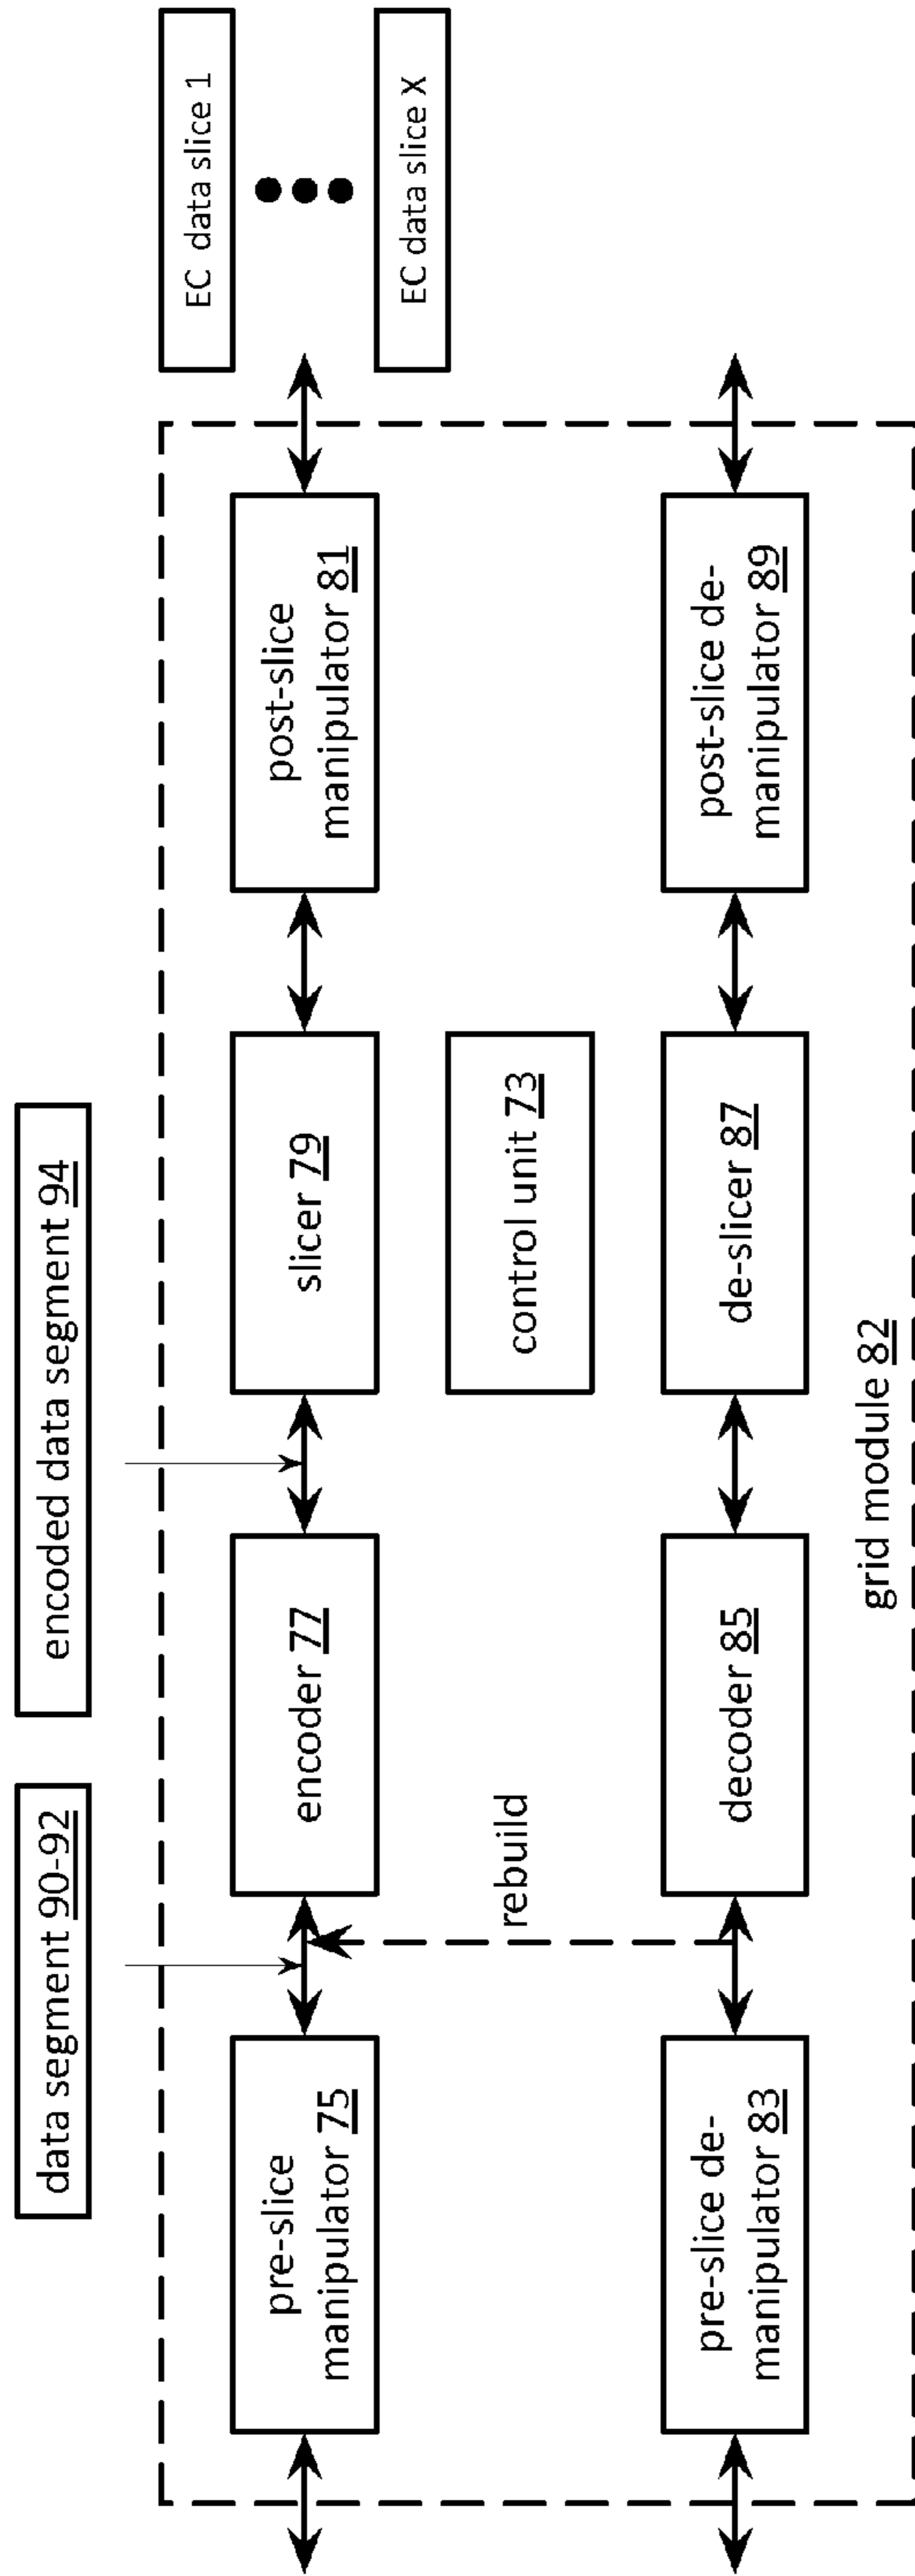 data segment 90-92
encoded data segment 94
EC data slice 1
EC data slice X
pre-slice
manipulator 75
encoder 77
slicer 79
post-slice
manipulator 81
rebuild
control unit 73
pre-slice de-
manipulator 83
decoder 85
de-slicer 87
post-slice de-
manipulator 89
grid module 82